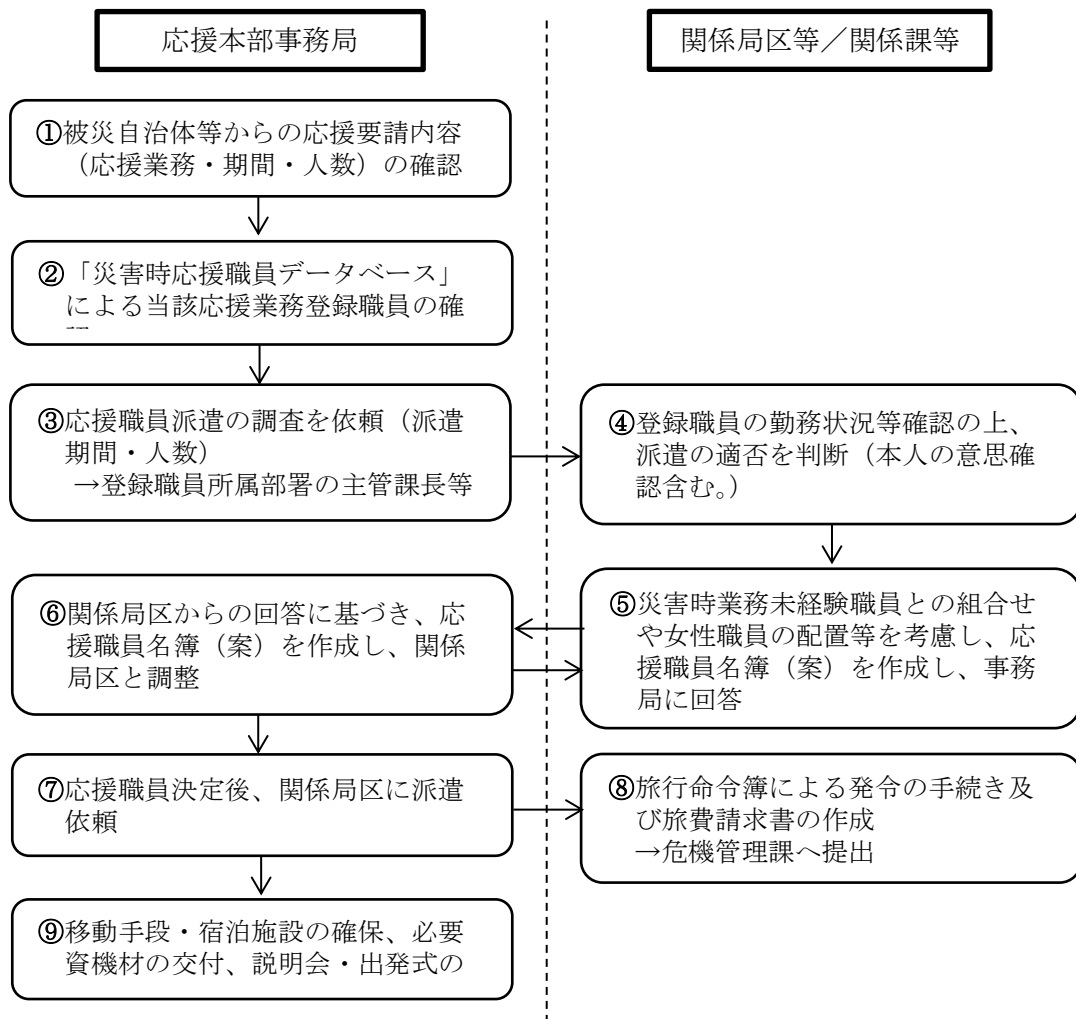 応援本部事務局
関係局区等／関係課等
①被災自治体等からの応援要請内容
（応援業務・期間・人数）の確認
②「災害時応援職員データベース」
による当該応援業務登録職員の確
③応援職員派遣の調査を依頼（派遣
期間・人数）
→登録職員所属部署の主管課長等
④登録職員の勤務状況等確認の上、
派遣の適否を判断（本人の意思確
認含む。）
⑤災害時業務未経験職員との組合せ
や女性職員の配置等を考慮し、応
援職員名簿（案）を作成し、事務
局に回答
⑥関係局区からの回答に基づき、応
援職員名簿（案）を作成し、関係
局区と調整
⑦応援職員決定後、関係局区に派遣
依頼
⑧旅行命令簿による発令の手続き及
び旅費請求書の作成
→危機管理課へ提出
⑨移動手段・宿泊施設の確保、必要
資機材の交付、説明会・出発式の